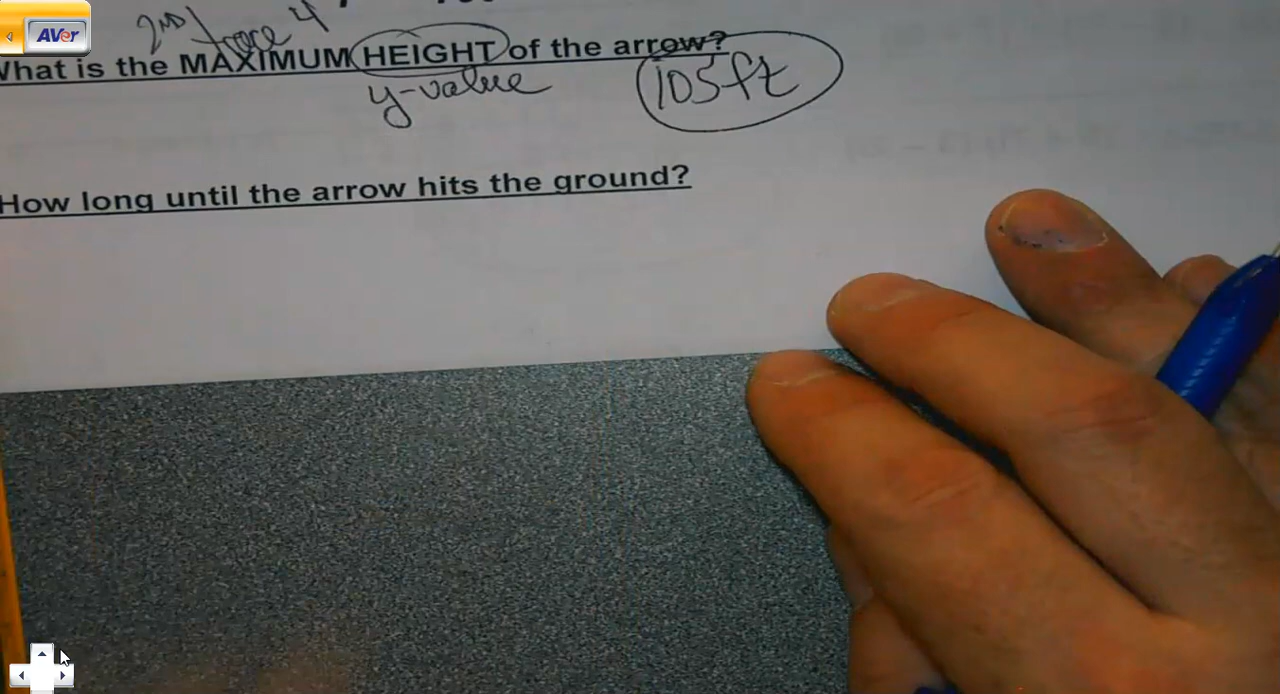 AVer
2ND trace 4
What is the MAXIMUM HEIGHT of the arrow?
y-value 105ft
How long until the arrow hits the ground?